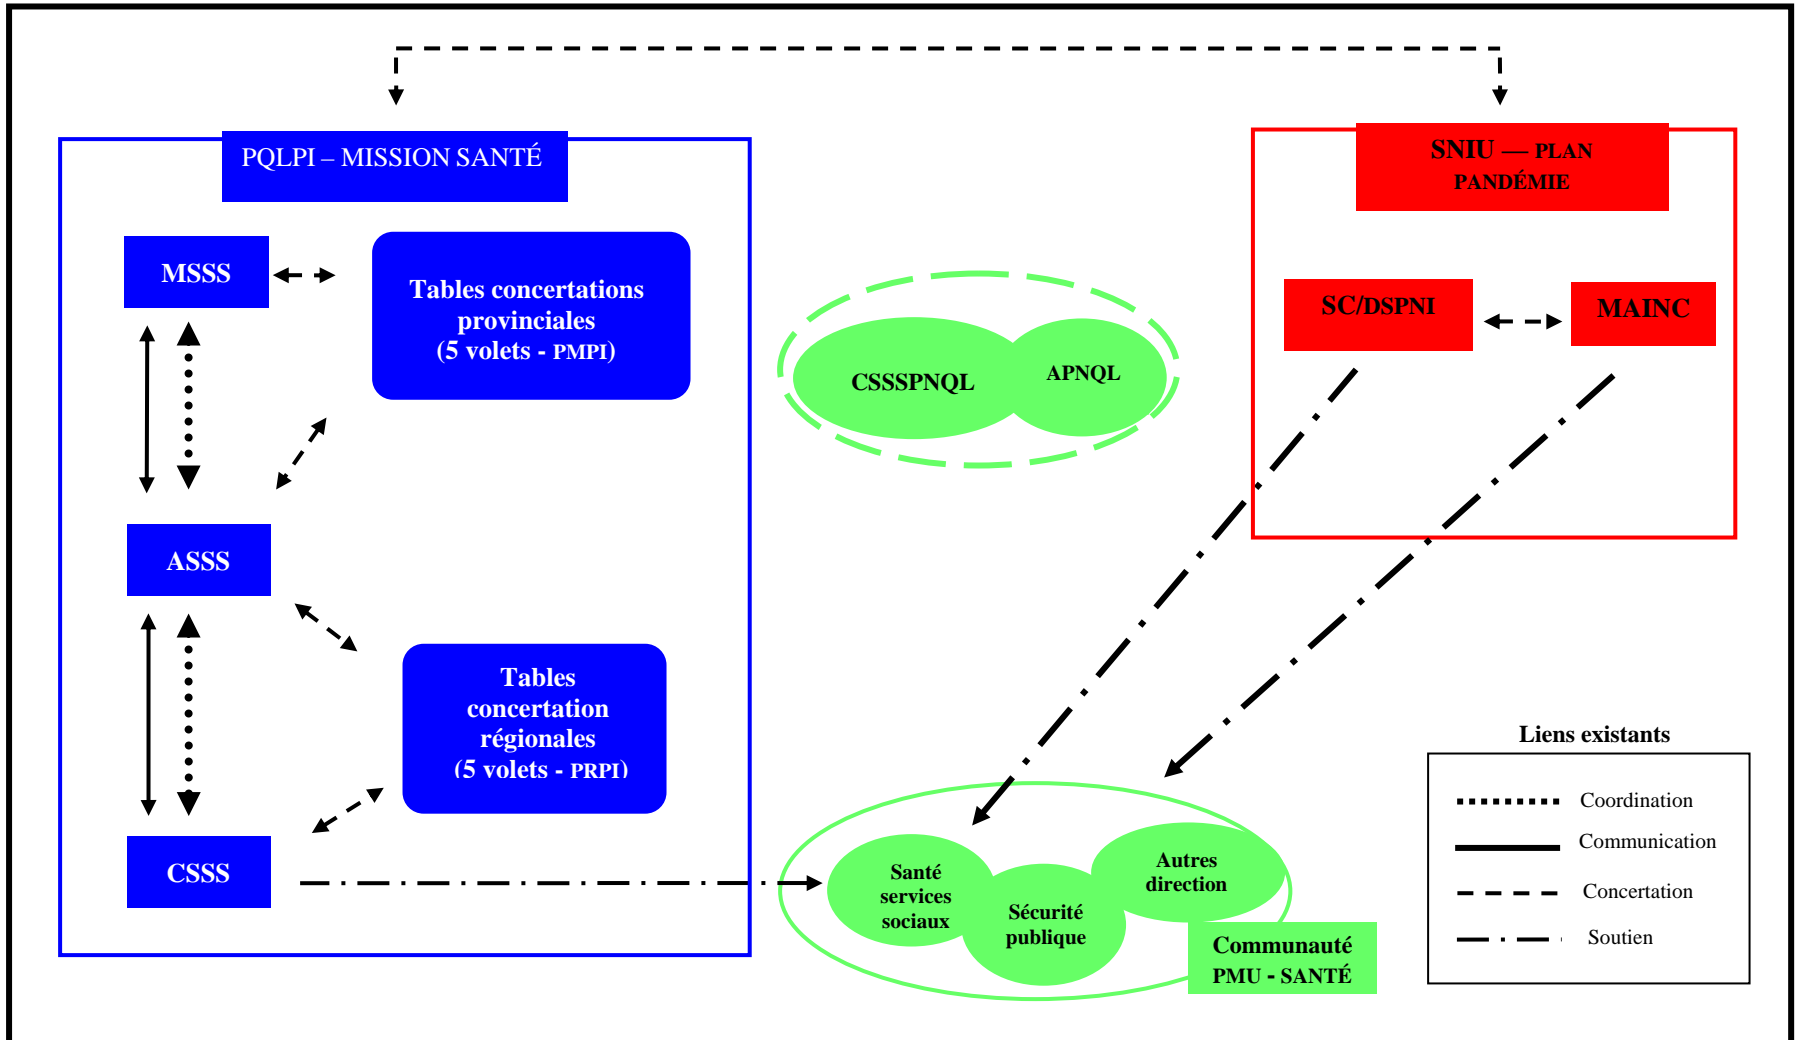 PQLPI – MISSION SANTÉ
SNIU — PLAN
PANDÉMIE
MSSS
Tables concertations
provinciales
(5 volets - PMPI)
SC/DSPNI
MAINC
CSSSPNQL
APNQL
ASSS
Tables
concertation
régionales
(5 volets - PRPI)
CSSS
Santé
services
sociaux
Sécurité
publique
Autres
direction
Communauté
PMU - SANTÉ
Liens existants
Coordination
Communication
Concertation
Soutien